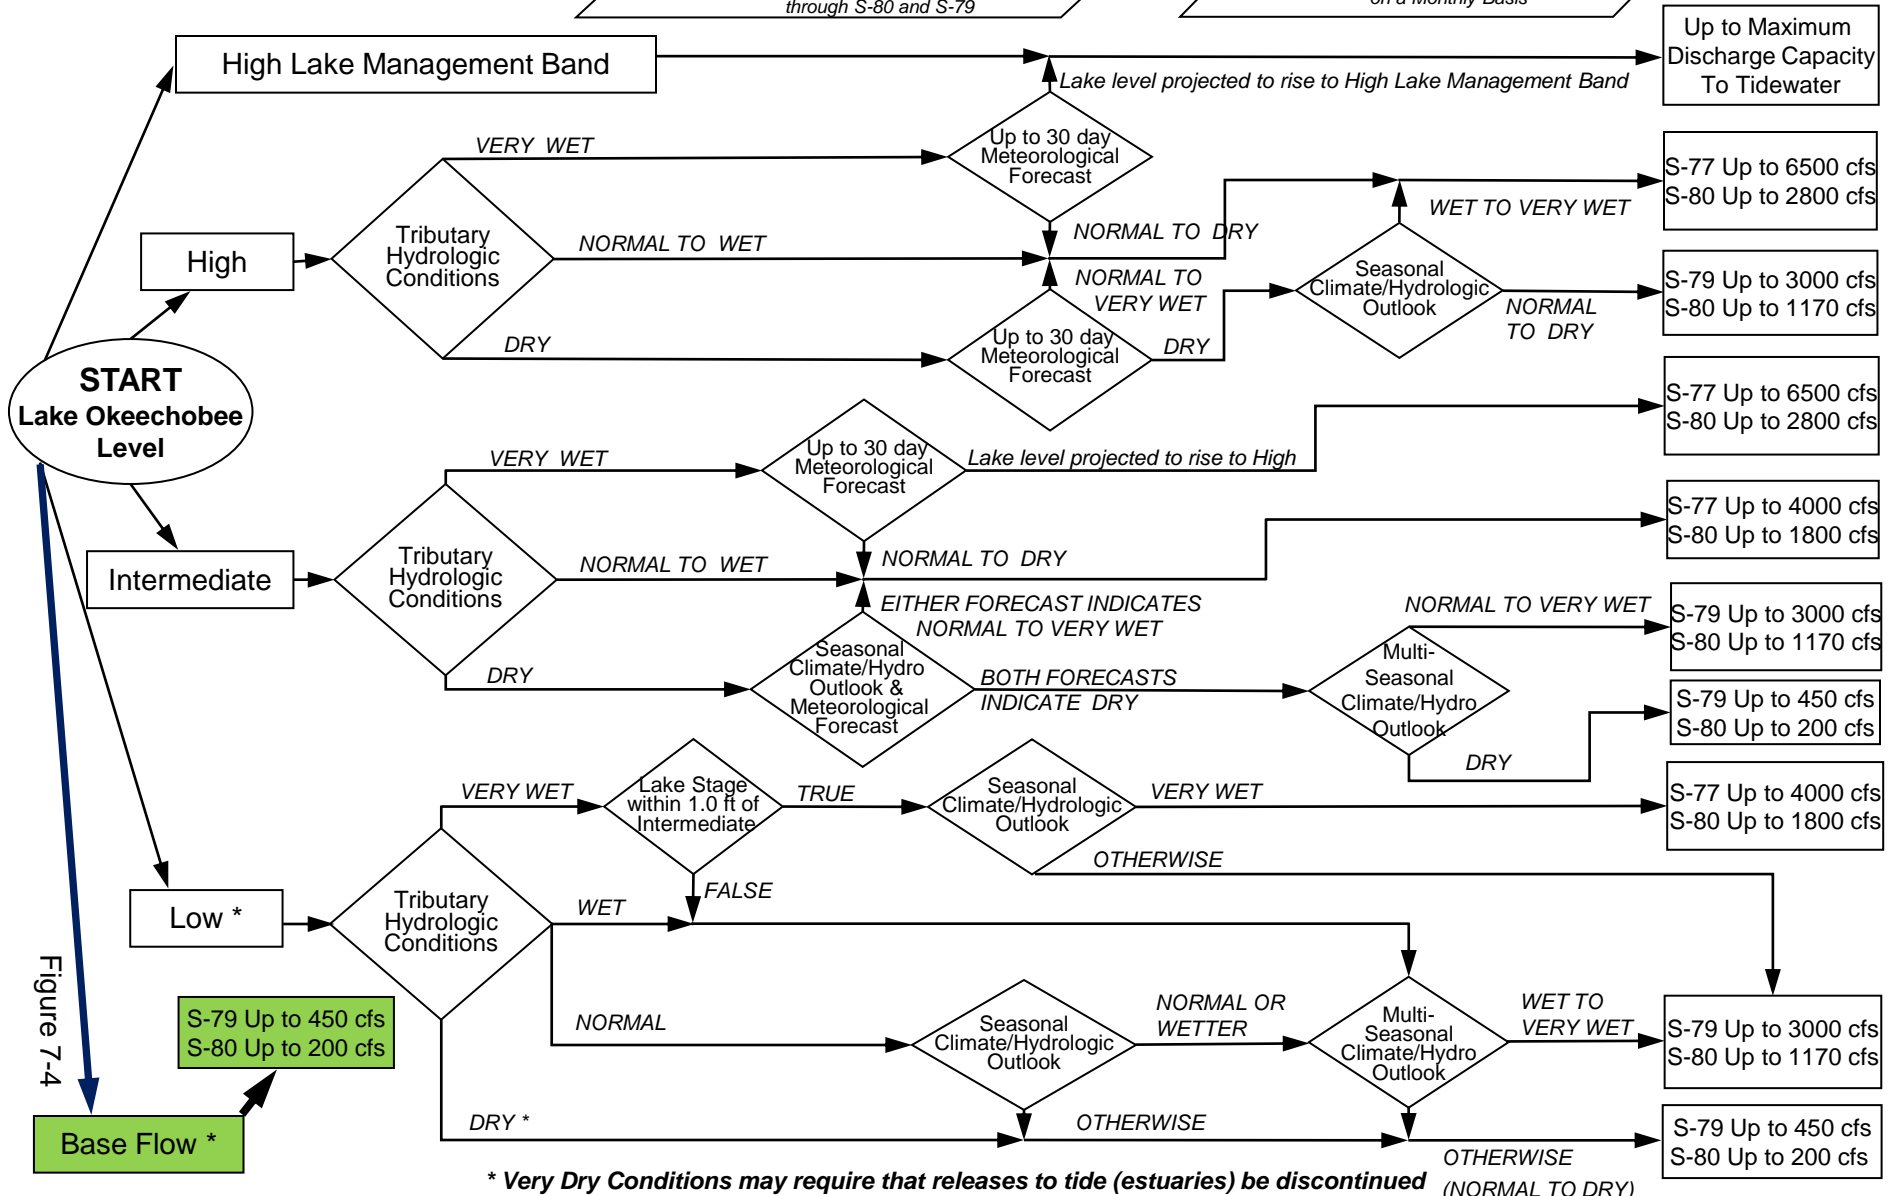 through S-80 and S-79
on a Monthly Basis
High Lake Management Band
Lake level projected to rise to High Lake Management Band
Up to Maximum
Discharge Capacity
To Tidewater
VERY WET
Up to 30 day
Meteorological
Forecast
S-77 Up to 6500 cfs
S-80 Up to 2800 cfs
WET TO VERY WET
High
Tributary
Hydrologic
Conditions
NORMAL TO WET
NORMAL TO DRY
NORMAL TO
VERY WET
Seasonal
Climate/Hydrologic
Outlook
NORMAL
TO DRY
S-79 Up to 3000 cfs
S-80 Up to 1170 cfs
DRY
Up to 30 day
Meteorological
Forecast
DRY
START
Lake Okeechobee
Level
S-77 Up to 6500 cfs
S-80 Up to 2800 cfs
VERY WET
Up to 30 day
Meteorological
Forecast
Lake level projected to rise to High
S-77 Up to 4000 cfs
S-80 Up to 1800 cfs
Intermediate
Tributary
Hydrologic
Conditions
NORMAL TO WET
NORMAL TO DRY
EITHER FORECAST INDICATES
NORMAL TO VERY WET
NORMAL TO VERY WET
S-79 Up to 3000 cfs
S-80 Up to 1170 cfs
DRY
Seasonal
Climate/Hydro
Outlook &
Meteorological
Forecast
BOTH FORECASTS
INDICATE DRY
Multi-
Seasonal
Climate/Hydro
Outlook
DRY
S-79 Up to 450 cfs
S-80 Up to 200 cfs
VERY WET
Lake Stage
within 1.0 ft of
Intermediate
TRUE
Seasonal
Climate/Hydrologic
Outlook
VERY WET
S-77 Up to 4000 cfs
S-80 Up to 1800 cfs
OTHERWISE
FALSE
Low *
Tributary
Hydrologic
Conditions
WET
NORMAL
Seasonal
Climate/Hydrologic
Outlook
NORMAL OR
WETTER
Multi-
Seasonal
Climate/Hydro
Outlook
WET TO
VERY WET
S-79 Up to 3000 cfs
S-80 Up to 1170 cfs
Figure 7-4
S-79 Up to 450 cfs
S-80 Up to 200 cfs
Base Flow *
DRY *
OTHERWISE
S-79 Up to 450 cfs
S-80 Up to 200 cfs
OTHERWISE
(NORMAL TO DRY)
* Very Dry Conditions may require that releases to tide (estuaries) be discontinued